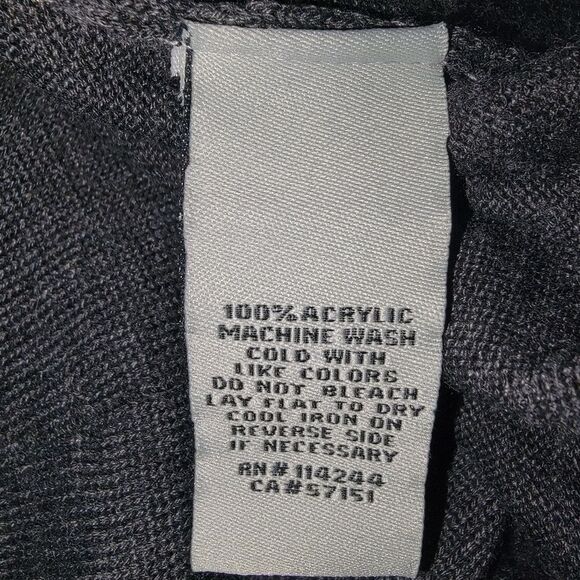 100% ACRYLIC
MACHINE WASH
COLD WITH
LIKE COLORS
DO NOT BLEACH
LAY FLAT TO DRY
COOL IRON ON
REVERSE SIDE
IF NECESSARY
RN# 114244
CA# 57151